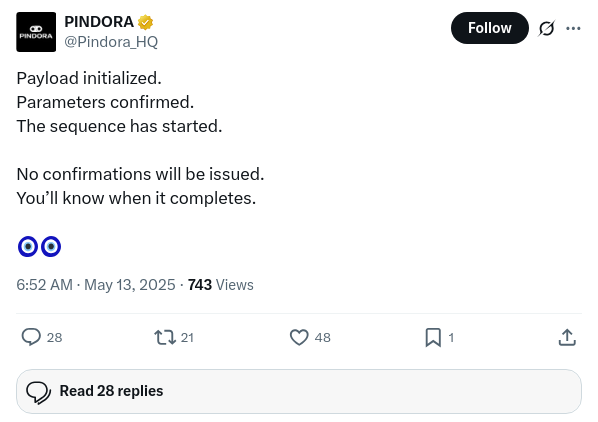 PINDORA
PINDORA
@Pindora_HQ
Follow
Payload initialized.
Parameters confirmed.
The sequence has started.
No confirmations will be issued.
You’ll know when it completes.
🧿🧿
6:52 AM · May 13, 2025 · 743 Views
28 21 48 1
Read 28 replies